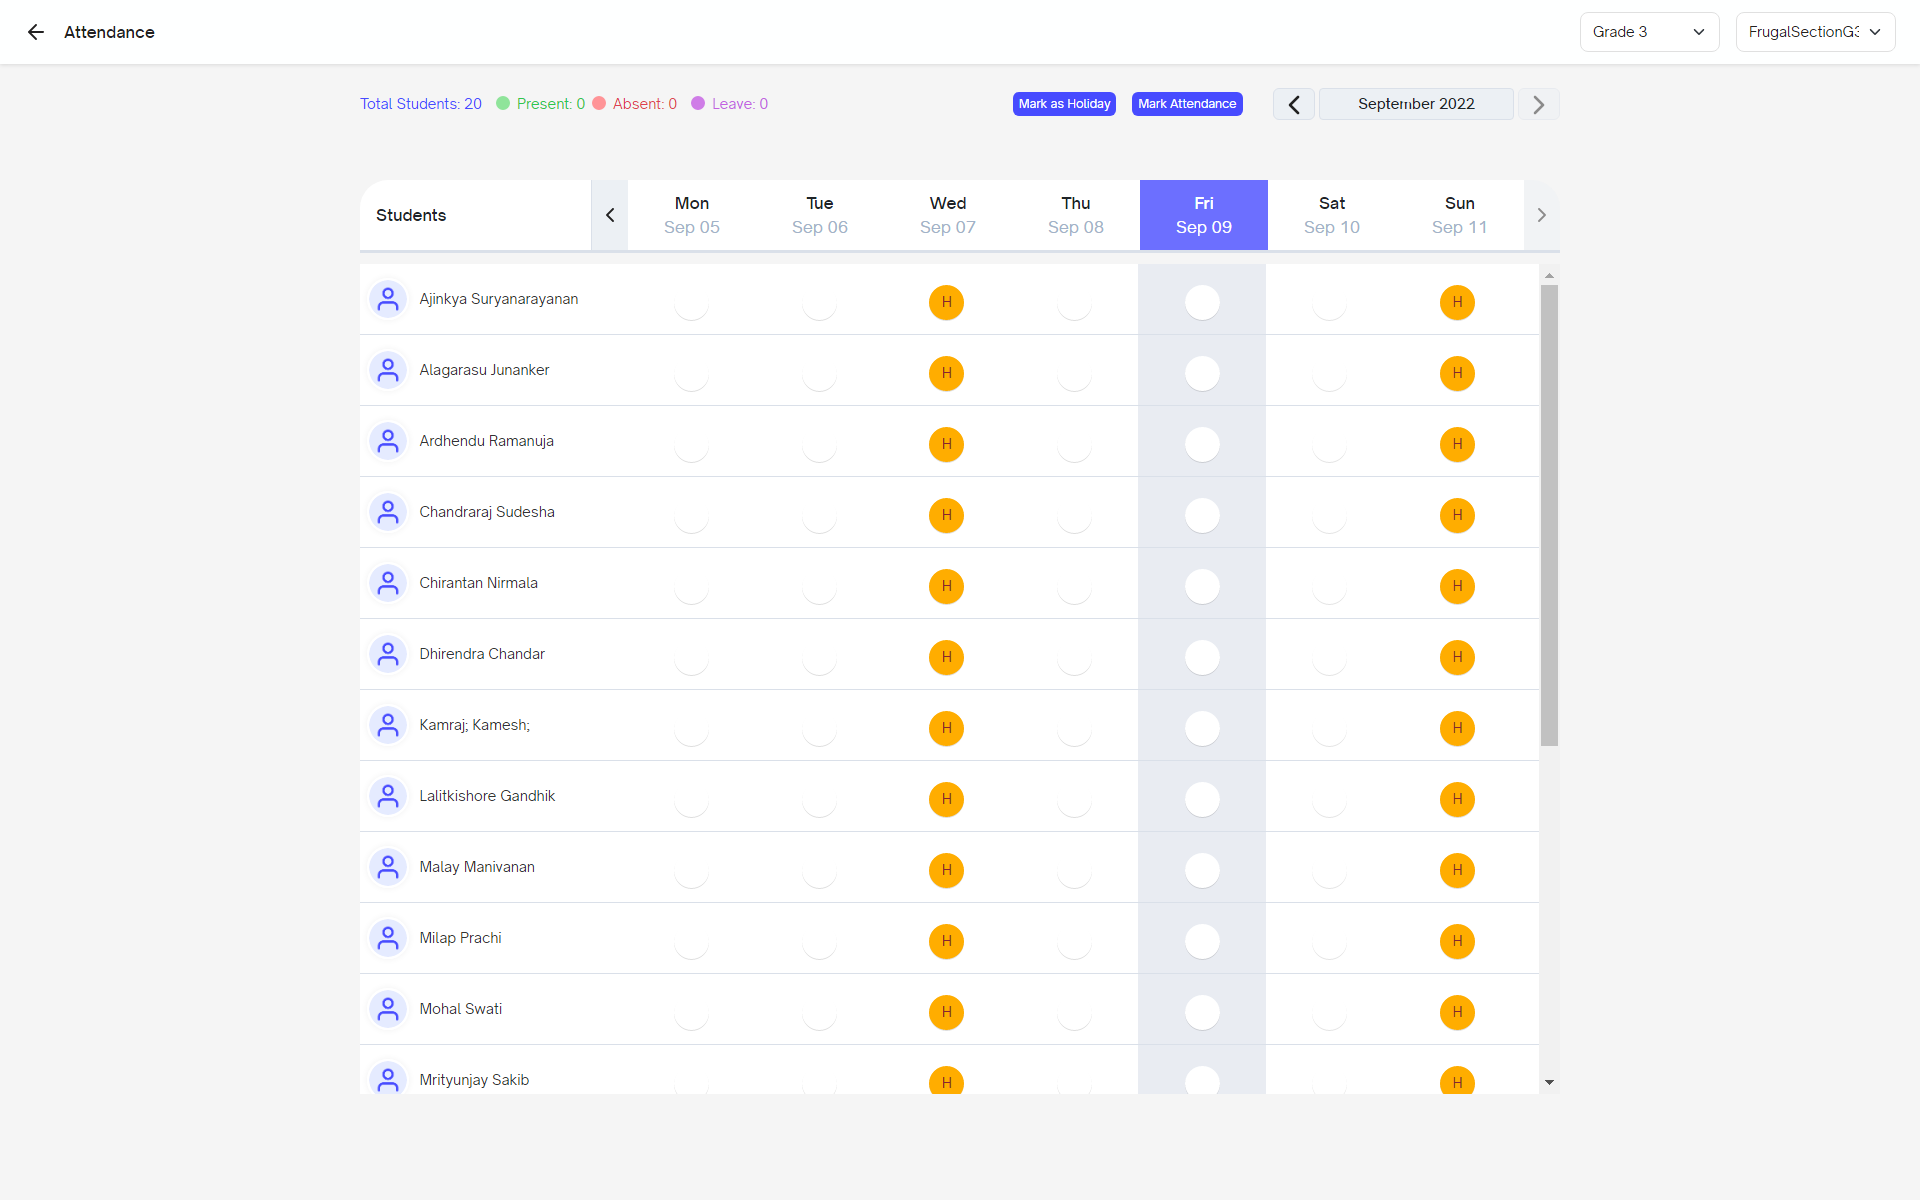 Attendance
Grade 3
FrugalSectionG3
Total Students: 20 Present: 0 Absent: 0 Leave: 0
Mark as Holiday
Mark Attendance
September 2022
Students
Mon Tue Wed Thu Fri Sat Sun
Sep 05 Sep 06 Sep 07 Sep 08 Sep 09 Sep 10 Sep 11
Ajinkya Suryanarayanan H H
Alagarasu Junanker H H
Ardhendu Ramanuja H H
Chandraraj Sudesha H H
Chirantan Nirmala H H
Dhirendra Chandar H H
Kamraj; Kamesh; H H
Lalitkishore Gandhik H H
Malay Manivanan H H
Milap Prachi H H
Mohal Swati H H
Mrityunjay Sakib H H